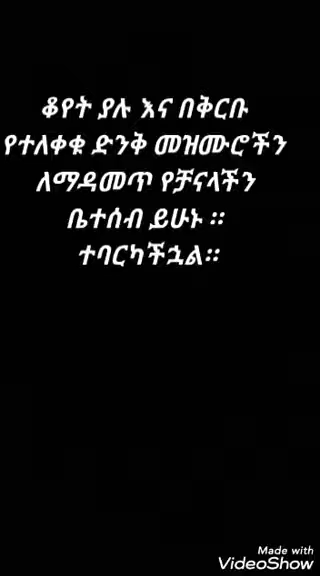 ቆየት ያሉ እና በቅርቡ
የተለቀቁ ድንቅ መዝሙሮችን
ለማዳመጥ የቻናላችን
ቤተሰብ ይሁኑ ።
ተባርካችኋል።
Made with
VideoShow